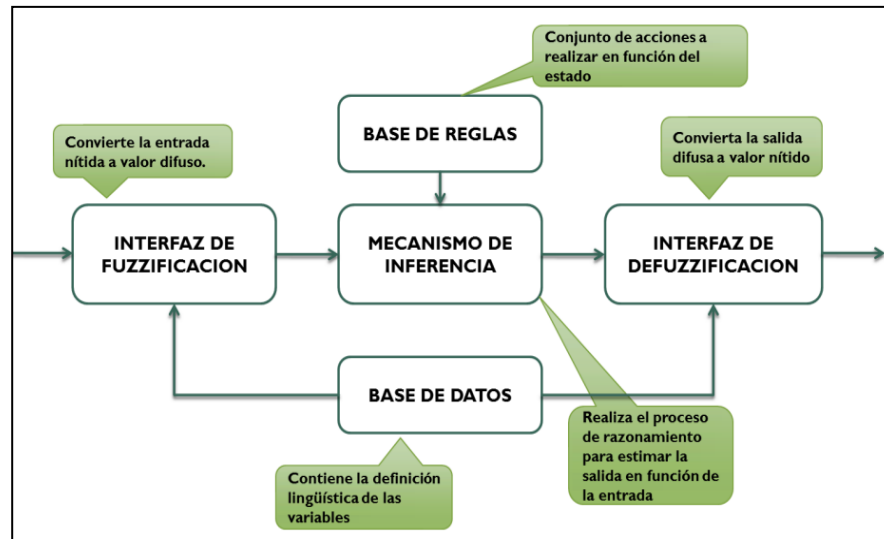 Conjunto de acciones a
realizar en función del
estado
BASE DE REGLAS
Convierte la entrada
nítida a valor difuso.
Convierta la salida
difusa a valor nítido
INTERFAZ DE
FUZZIFICACION
MECANISMO DE
INFERENCIA
INTERFAZ DE
DEFUZZIFICACION
BASE DE DATOS
Realiza el proceso
de razonamiento
para estimar la
salida en función de
la entrada
Contiene la definición
lingüística de las
variables